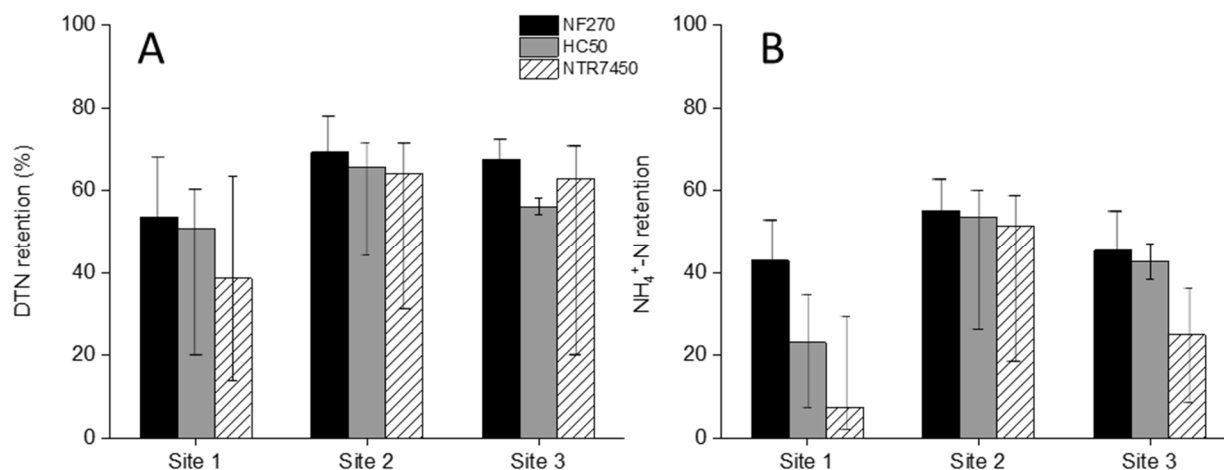 A
NF270
HC50
NTR7450
DTN retention (%)
100
80
60
40
20
0
Site 1
Site 2
Site 3
B
NH₄⁺-N retention
100
80
60
40
20
0
Site 1
Site 2
Site 3